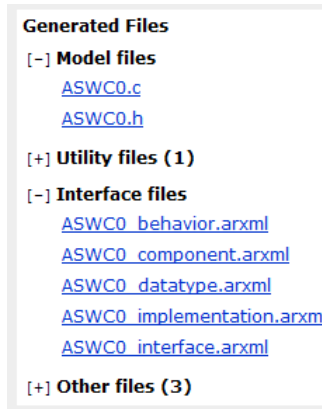 Generated Files
[-] Model files
ASWC0.c
ASWC0.h
[+] Utility files (1)
[-] Interface files
ASWC0_behavior.arxml
ASWC0_component.arxml
ASWC0_datatype.arxml
ASWC0_implementation.arxm
ASWC0_interface.arxml
[+] Other files (3)